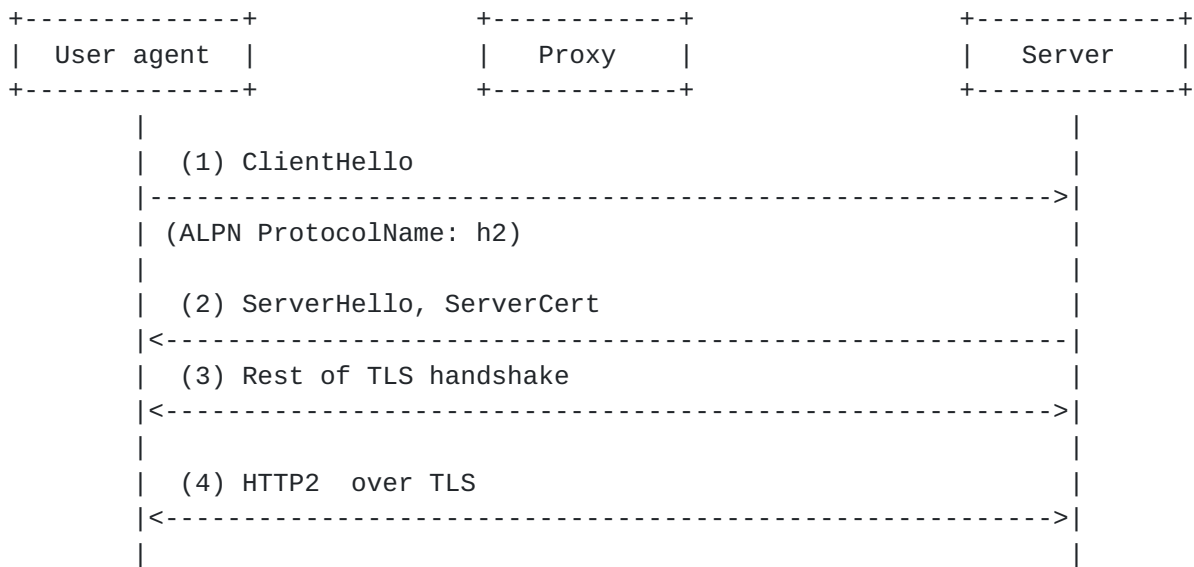 +--------------+ +------------+ +-------------+
| User agent | | Proxy | | Server |
+--------------+ +------------+ +-------------+
| |
| (1) ClientHello |
|---------------------------------------------------------->|
| (ALPN ProtocolName: h2) |
| |
| (2) ServerHello, ServerCert |
|<----------------------------------------------------------|
| (3) Rest of TLS handshake |
|<--------------------------------------------------------->|
| |
| (4) HTTP2 over TLS |
|<--------------------------------------------------------->|
| |